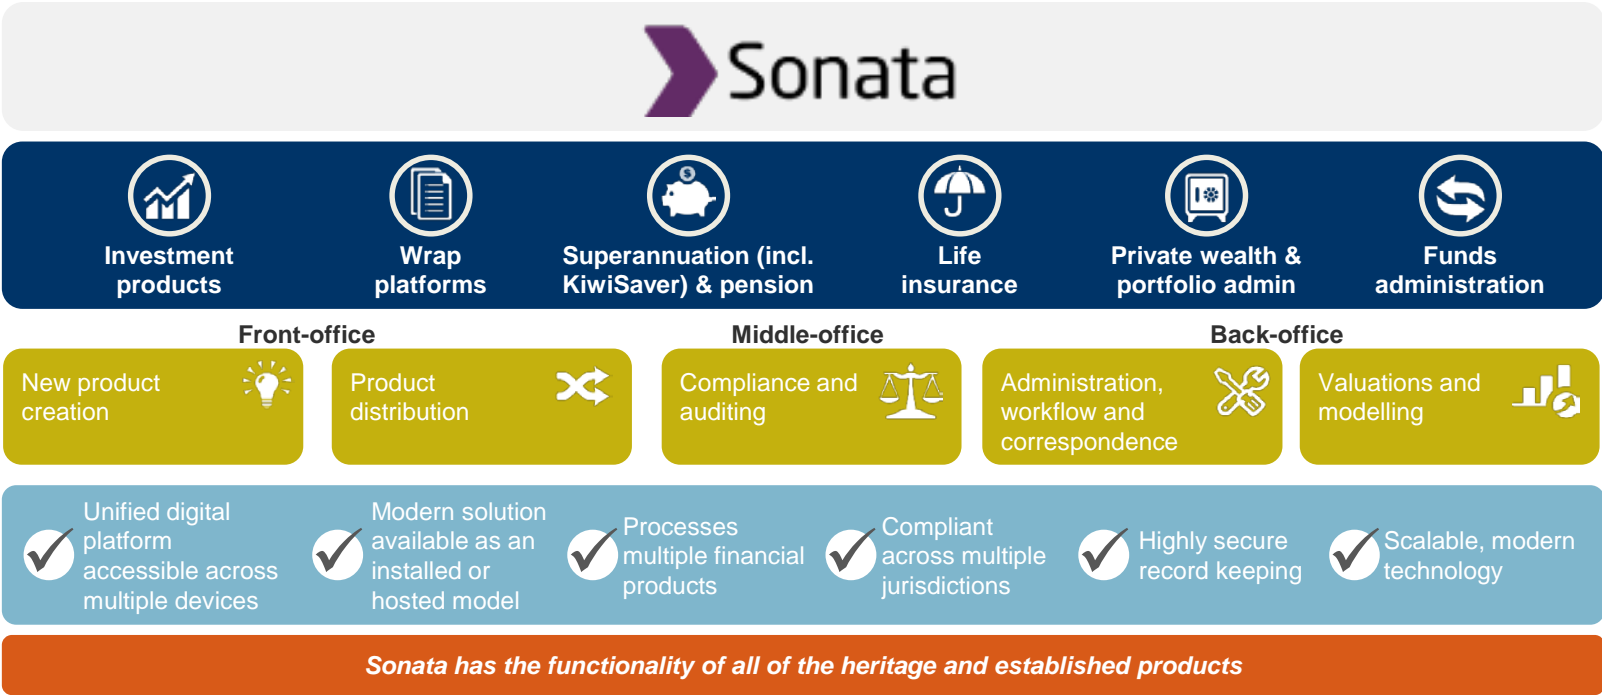 Sonata
Investment
products
Wrap
platforms
Superannuation (incl.
KiwiSaver) & pension
Life
insurance
Private wealth &
portfolio admin
Funds
administration
Front-office
Middle-office
Back-office
New product
creation
Product
distribution
Compliance and
auditing
Administration,
workflow and
correspondence
Valuations and
modelling
Unified digital
platform
accessible across
multiple devices
Modern solution
available as an
installed or
hosted model
Processes
multiple financial
products
Compliant
across multiple
jurisdictions
Highly secure
record keeping
Scalable, modern
technology
Sonata has the functionality of all of the heritage and established products